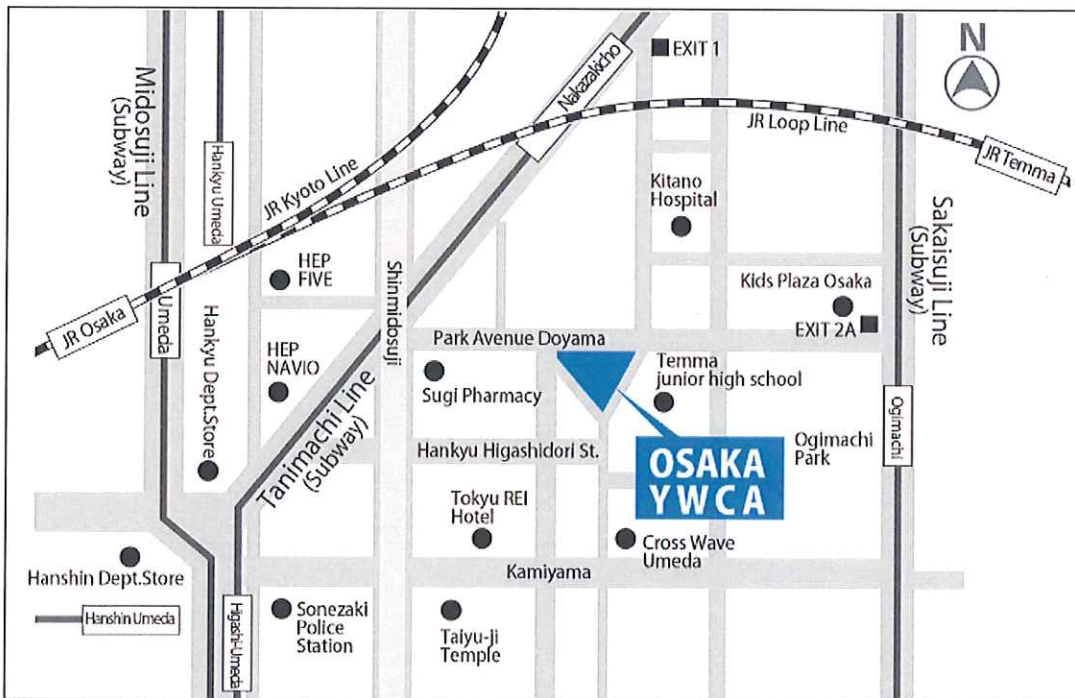 N
EXIT 1
Nakazakicho
Midosuji Line
(Subway)
Hankyu Umeda
JR Kyoto Line
JR Loop Line
JR Temma
Kitano
Hospital
Sakaisuji Line
(Subway)
HEP
FIVE
Shinmidosuji
Kids Plaza Osaka
EXIT 2A
JR Osaka
Umeda
Hankyu Dept.Store
Park Avenue Doyama
HEP
NAVIO
Tanimachi Line
(Subway)
Sugi Pharmacy
Temma
junior high school
Ogimachi
Hankyu Higashidori St.
OSAKA
YWCA
Ogimachi
Park
Tokyu REI
Hotel
Cross Wave
Umeda
Hanshin Dept.Store
Kamiyama
Hanshin Umeda
Higashi-Umeda
Sonezaki
Police
Station
Taiyu-Ji
Temple